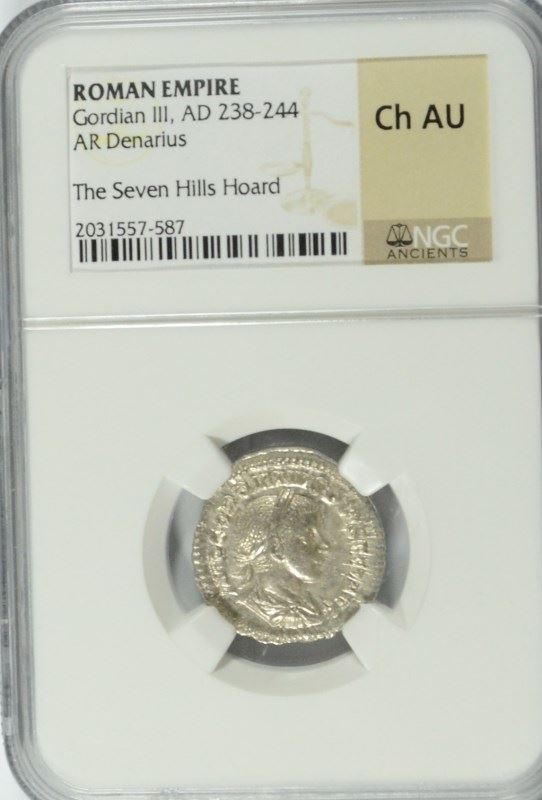 ROMAN EMPIRE
Gordian III, AD 238-244
AR Denarius
The Seven Hills Hoard
2031557-587
Ch AU
NGC
ANCIENTS